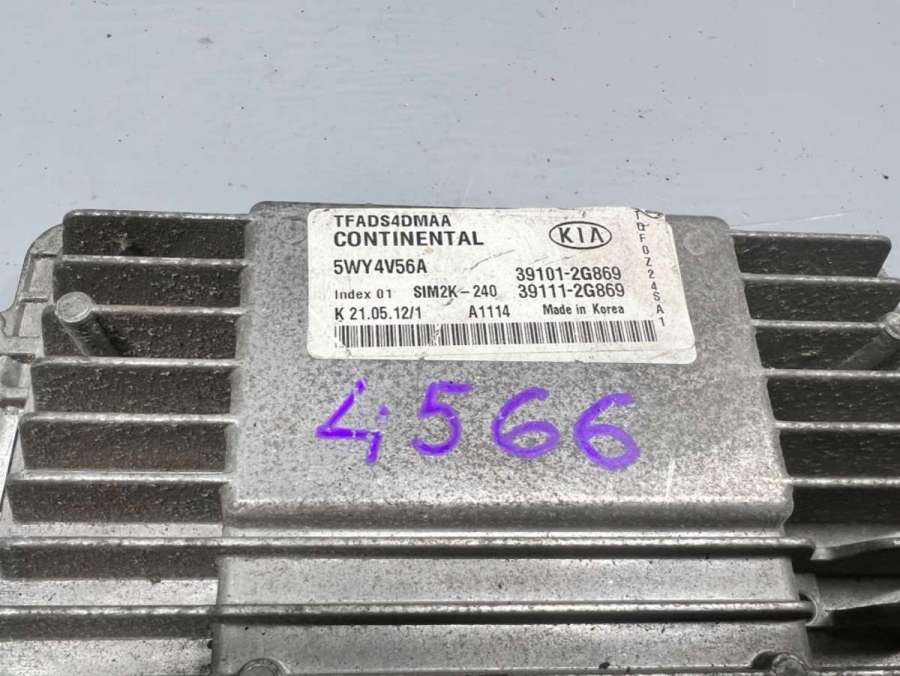 TFADS4DMAA
CONTINENTAL
KIA
5WY4V56A
39101-2G869
Index 01 SIM2K-240 39111-2G869
K 21.05.12/1 A1114 Made in Korea
4566